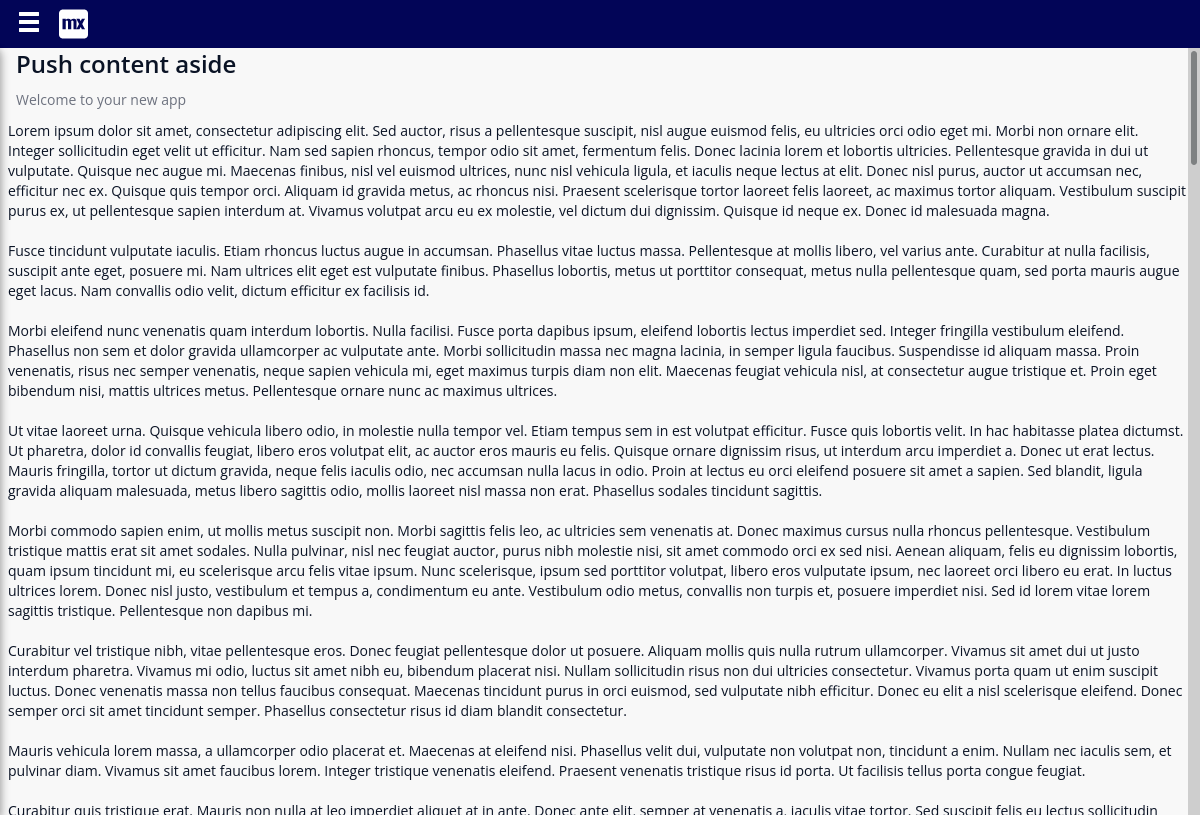 mx
Push content aside
Welcome to your new app
Lorem ipsum dolor sit amet, consectetur adipiscing elit. Sed auctor, risus a pellentesque suscipit, nisl augue euismod felis, eu ultricies orci odio eget mi. Morbi non ornare elit.
Integer sollicitudin eget velit ut efficitur. Nam sed sapien rhoncus, tempor odio sit amet, fermentum felis. Donec lacinia lorem et lobortis ultricies. Pellentesque gravida in dui ut
vulputate. Quisque nec augue mi. Maecenas finibus, nisl vel euismod ultrices, nunc nisl vehicula ligula, et iaculis neque lectus at elit. Donec nisl purus, auctor ut accumsan nec,
efficitur nec ex. Quisque quis tempor orci. Aliquam id gravida metus, ac rhoncus nisi. Praesent scelerisque tortor laoreet felis laoreet, ac maximus tortor aliquam. Vestibulum suscipit
purus ex, ut pellentesque sapien interdum at. Vivamus volutpat arcu eu ex molestie, vel dictum dui dignissim. Quisque id neque ex. Donec id malesuada magna.
Fusce tincidunt vulputate iaculis. Etiam rhoncus luctus augue in accumsan. Phasellus vitae luctus massa. Pellentesque at mollis libero, vel varius ante. Curabitur at nulla facilisis,
suscipit ante eget, posuere mi. Nam ultrices elit eget est vulputate finibus. Phasellus lobortis, metus ut porttitor consequat, metus nulla pellentesque quam, sed porta mauris augue
eget lacus. Nam convallis odio velit, dictum efficitur ex facilisis id.
Morbi eleifend nunc venenatis quam interdum lobortis. Nulla facilisi. Fusce porta dapibus ipsum, eleifend lobortis lectus imperdiet sed. Integer fringilla vestibulum eleifend.
Phasellus non sem et dolor gravida ullamcorper ac vulputate ante. Morbi sollicitudin massa nec magna lacinia, in semper ligula faucibus. Suspendisse id aliquam massa. Proin
venenatis, risus nec semper venenatis, neque sapien vehicula mi, eget maximus turpis diam non elit. Maecenas feugiat vehicula nisl, at consectetur augue tristique et. Proin eget
bibendum nisi, mattis ultrices metus. Pellentesque ornare nunc ac maximus ultrices.
Ut vitae laoreet urna. Quisque vehicula libero odio, in molestie nulla tempor vel. Etiam tempus sem in est volutpat efficitur. Fusce quis lobortis velit. In hac habitasse platea dictumst.
Ut pharetra, dolor id convallis feugiat, libero eros volutpat elit, ac auctor eros mauris eu felis. Quisque ornare dignissim risus, ut interdum arcu imperdiet a. Donec ut erat lectus.
Mauris fringilla, tortor ut dictum gravida, neque felis iaculis odio, nec accumsan nulla lacus in odio. Proin at lectus eu orci eleifend posuere sit amet a sapien. Sed blandit, ligula
gravida aliquam malesuada, metus libero sagittis odio, mollis laoreet nisl massa non erat. Phasellus sodales tincidunt sagittis.
Morbi commodo sapien enim, ut mollis metus suscipit non. Morbi sagittis felis leo, ac ultricies sem venenatis at. Donec maximus cursus nulla rhoncus pellentesque. Vestibulum
tristique mattis erat sit amet sodales. Nulla pulvinar, nisl nec feugiat auctor, purus nibh molestie nisi, sit amet commodo orci ex sed nisi. Aenean aliquam, felis eu dignissim lobortis,
quam ipsum tincidunt mi, eu scelerisque arcu felis vitae ipsum. Nunc scelerisque, ipsum sed porttitor volutpat, libero eros vulputate ipsum, nec laoreet orci libero eu erat. In luctus
ultrices lorem. Donec nisl justo, vestibulum et tempus a, condimentum eu ante. Vestibulum odio metus, convallis non turpis et, posuere imperdiet nisi. Sed id lorem vitae lorem
sagittis tristique. Pellentesque non dapibus mi.
Curabitur vel tristique nibh, vitae pellentesque eros. Donec feugiat pellentesque dolor ut posuere. Aliquam mollis quis nulla rutrum ullamcorper. Vivamus sit amet dui ut justo
interdum pharetra. Vivamus mi odio, luctus sit amet nibh eu, bibendum placerat nisi. Nullam sollicitudin risus non dui ultricies consectetur. Vivamus porta quam ut enim suscipit
luctus. Donec venenatis massa non tellus faucibus consequat. Maecenas tincidunt purus in orci euismod, sed vulputate nibh efficitur. Donec eu elit a nisl scelerisque eleifend. Donec
semper orci sit amet tincidunt semper. Phasellus consectetur risus id diam blandit consectetur.
Mauris vehicula lorem massa, a ullamcorper odio placerat et. Maecenas at eleifend nisi. Phasellus velit dui, vulputate non volutpat non, tincidunt a enim. Nullam nec iaculis sem, et
pulvinar diam. Vivamus sit amet faucibus lorem. Integer tristique venenatis eleifend. Praesent venenatis tristique risus id porta. Ut facilisis tellus porta congue feugiat.
Curabitur quis tristique erat. Mauris non nulla at leo imperdiet aliquet at in ante. Donec ante elit, semper at venenatis a, iaculis vitae tortor. Sed suscipit felis eu lectus sollicitudin